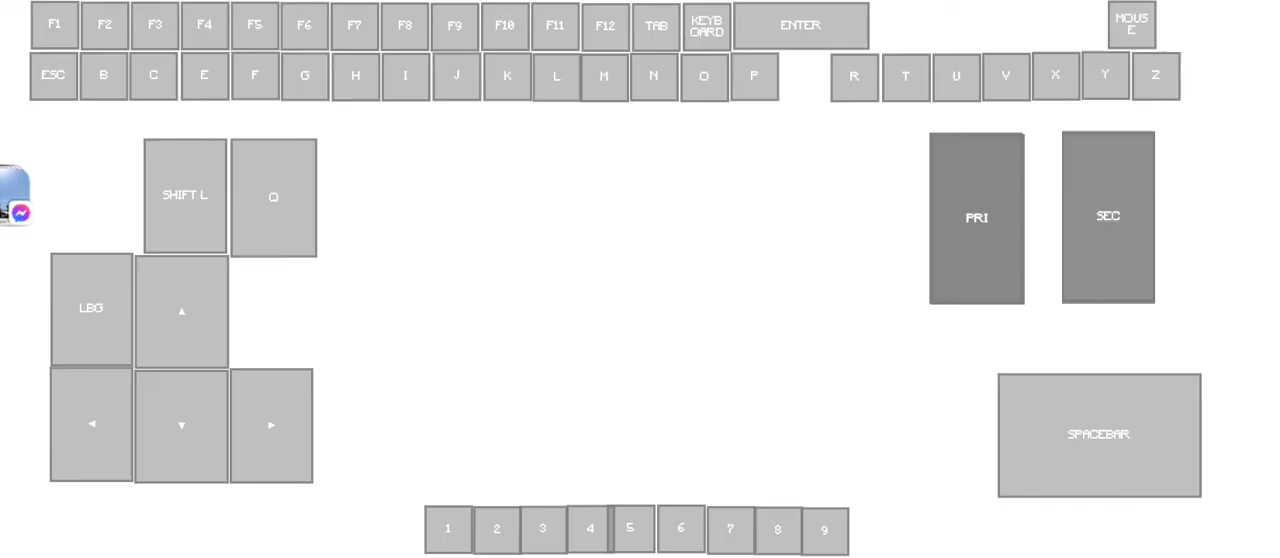 F1 F2 F3 F4 F5 F6 F7 F8 F9 F10 F11 F12 TAB KEYB
OARD ENTER MOUS
E
ESC B C E F G H I J K L M N O P R T U V X Y Z
SHIFT L Q
PRI SEC
LBG ▲
◄ ▼ ►
SPACEBAR
1 2 3 4 5 6 7 8 9